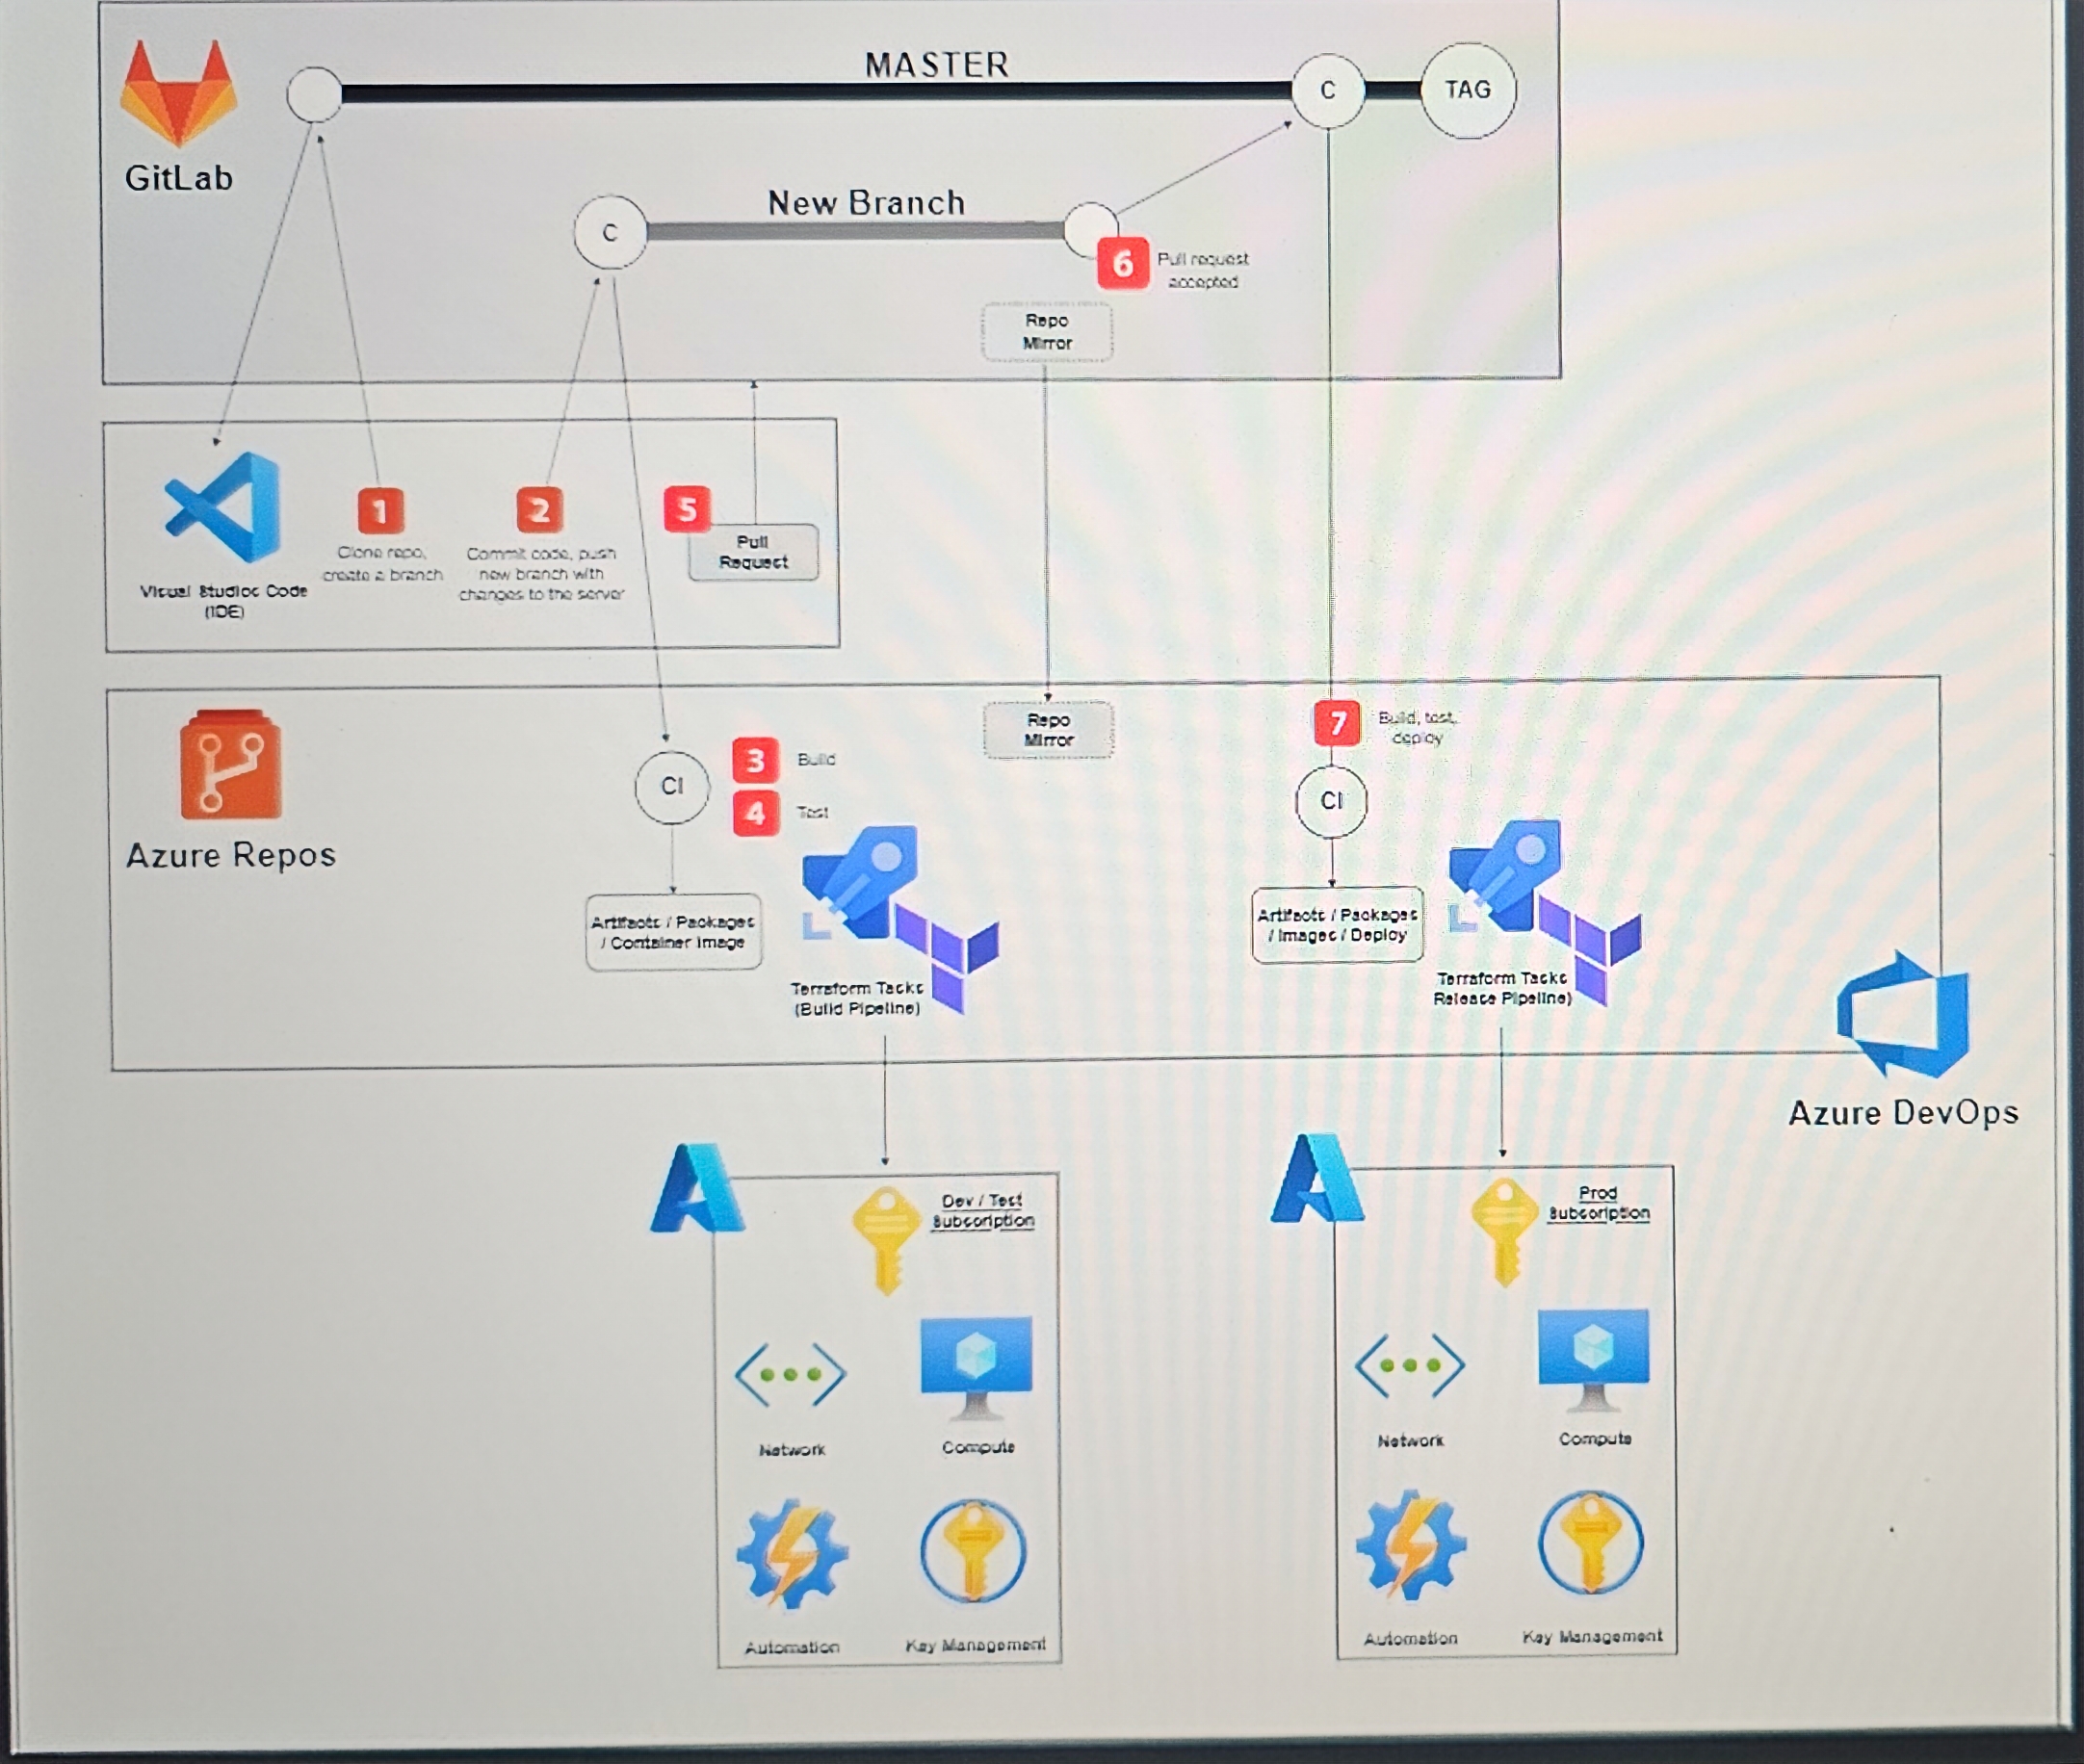 MASTER
C
TAG
GitLab
New Branch
C
6
Pull request
accepted
Repo
Mirror
1
Clone repo,
create a branch
2
Commit code, push
new branch with
changes to the server
5
Pull
Request
Visual Studioc Code
(IDE)
Repo
Mirror
7
Build, test,
deploy
CI
3
Build
4
Test
CI
Azure Repos
Artifacts / Packages
/ Container Image
Artifacts / Packages
/ Images / Deploy
Terraform Tasks
(Build Pipeline)
Terraform Tasks
Release Pipeline)
Azure DevOps
Dev / Test
Subscription
Prod
Subscription
Network
Compute
Network
Compute
Automation
Key Management
Automation
Key Management